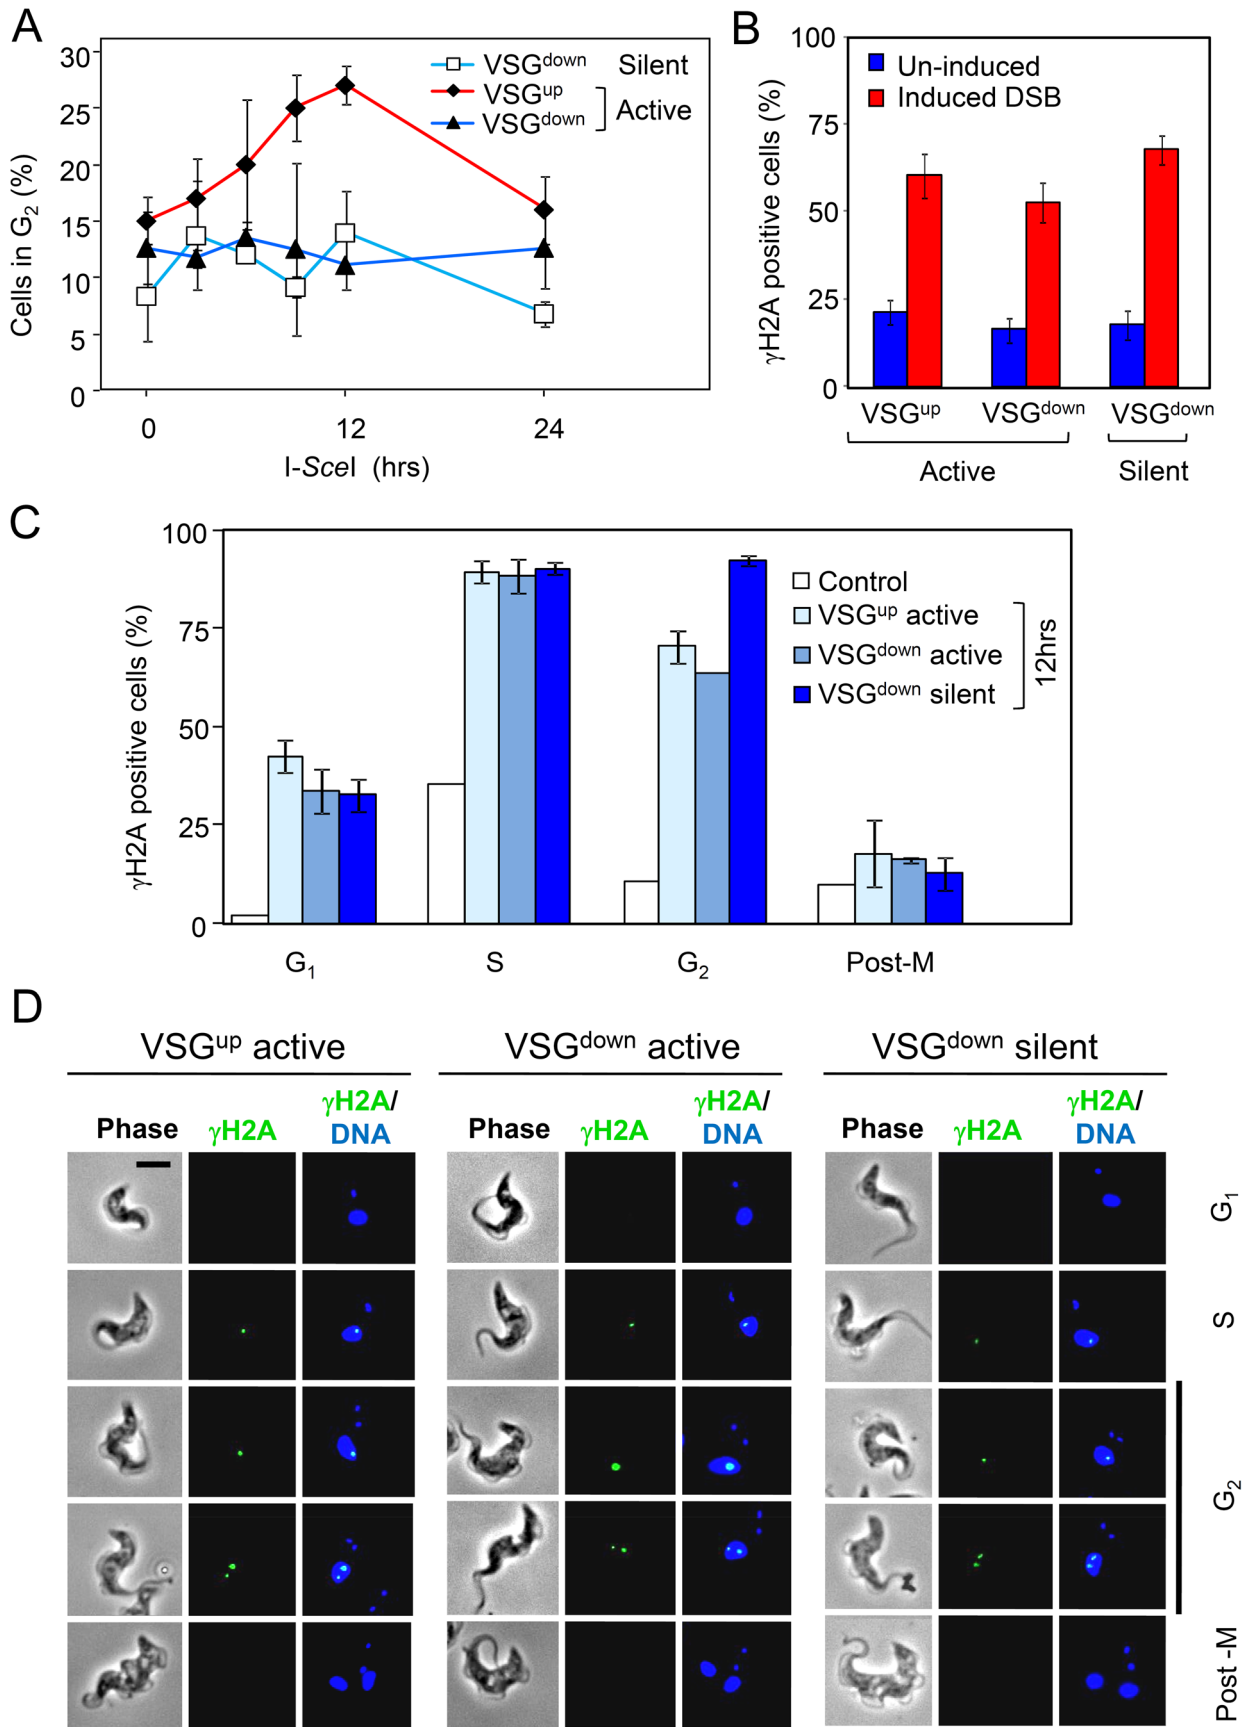 A
Cells in G2 (%)
30
25
20
15
10
5
0
VSGdown Silent
VSGup
VSGdown
Active
0 12 24
I-SceI (hrs)
B
γH2A positive cells (%)
100
75
50
25
0
Un-induced
Induced DSB
VSGup VSGdown VSGdown
Active Silent
C
γH2A positive cells (%)
100
75
50
25
0
Control
VSGup active
VSGdown active
VSGdown silent
12hrs
G1 S G2 Post-M
D
VSGup active VSGdown active VSGdown silent
Phase γH2A γH2A/DNA Phase γH2A γH2A/DNA Phase γH2A γH2A/DNA
G1
S
G2
Post -M